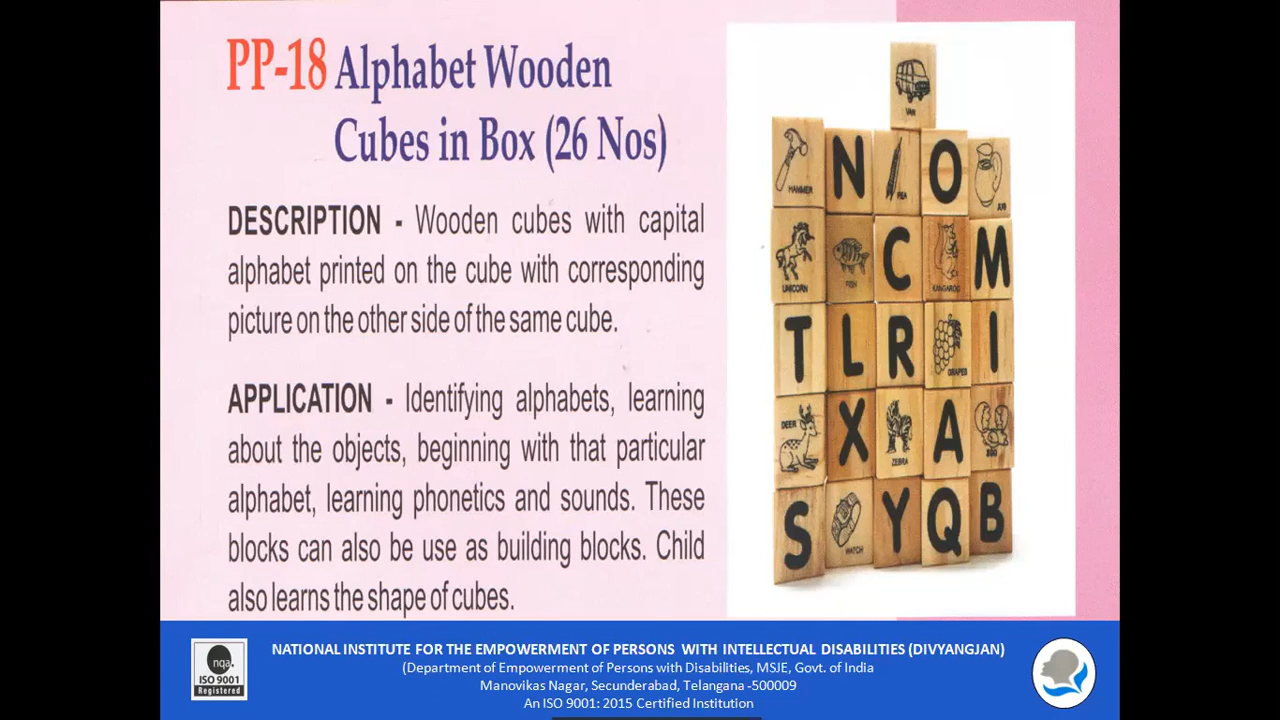 PP-18 Alphabet Wooden
Cubes in Box (26 Nos)
DESCRIPTION - Wooden cubes with capital
alphabet printed on the cube with corresponding
picture on the other side of the same cube.
APPLICATION - Identifying alphabets, learning
about the objects, beginning with that particular
alphabet, learning phonetics and sounds. These
blocks can also be use as building blocks. Child
also learns the shape of cubes.
VAN
HAMMER N PEA O JUG
UNICORN FISH C KANGAROO M
T L R GRAPES I
DEER X ZEBRA A EGG
S WATCH Y Q B
nqa.
ISO 9001
Registered
NATIONAL INSTITUTE FOR THE EMPOWERMENT OF PERSONS WITH INTELLECTUAL DISABILITIES (DIVYANGJAN)
(Department of Empowerment of Persons with Disabilities, MSJE, Govt. of India
Manovikas Nagar, Secunderabad, Telangana -500009
An ISO 9001: 2015 Certified Institution